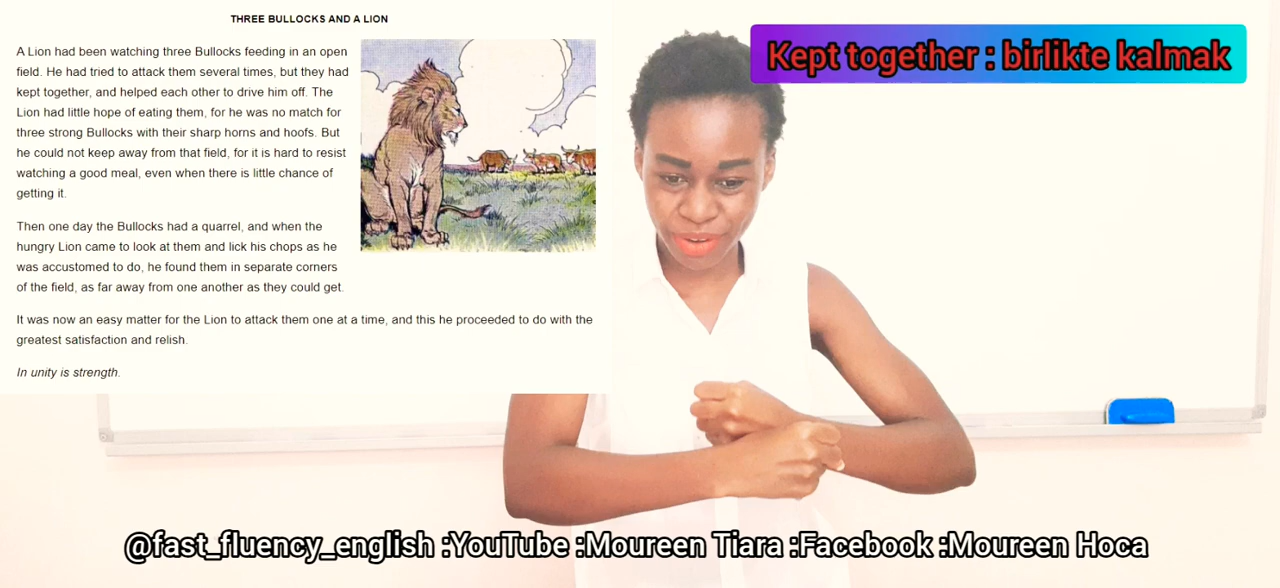 THREE BULLOCKS AND A LION
A Lion had been watching three Bullocks feeding in an open
field. He had tried to attack them several times, but they had
kept together, and helped each other to drive him off. The
Lion had little hope of eating them, for he was no match for
three strong Bullocks with their sharp horns and hoofs. But
he could not keep away from that field, for it is hard to resist
watching a good meal, even when there is little chance of
getting it.
Then one day the Bullocks had a quarrel, and when the
hungry Lion came to look at them and lick his chops as he
was accustomed to do, he found them in separate corners
of the field, as far away from one another as they could get.
It was now an easy matter for the Lion to attack them one at a time, and this he proceeded to do with the
greatest satisfaction and relish.
In unity is strength.
Kept together : birlikte kalmak
@fast_fluency_english :YouTube :Moureen Tiara :Facebook :Moureen Hoca